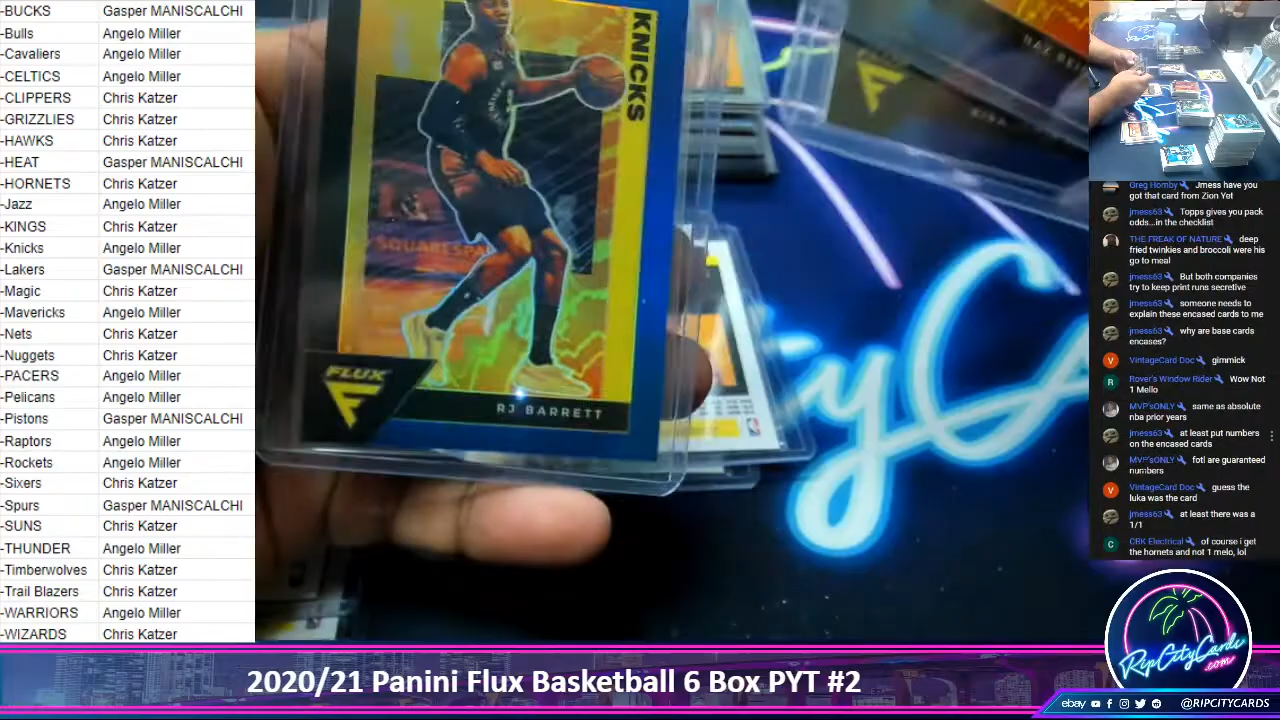 -BUCKS Gasper MANISCALCHI
-Bulls Angelo Miller
-Cavaliers Angelo Miller
-CELTICS Angelo Miller
-CLIPPERS Chris Katzer
-GRIZZLIES Chris Katzer
-HAWKS Chris Katzer
-HEAT Gasper MANISCALCHI
-HORNETS Chris Katzer
-Jazz Angelo Miller
-KINGS Chris Katzer
-Knicks Angelo Miller
-Lakers Gasper MANISCALCHI
-Magic Chris Katzer
-Mavericks Angelo Miller
-Nets Chris Katzer
-Nuggets Chris Katzer
-PACERS Angelo Miller
-Pelicans Angelo Miller
-Pistons Gasper MANISCALCHI
-Raptors Angelo Miller
-Rockets Angelo Miller
-Sixers Chris Katzer
-Spurs Gasper MANISCALCHI
-SUNS Chris Katzer
-THUNDER Angelo Miller
-Timberwolves Chris Katzer
-Trail Blazers Chris Katzer
-WARRIORS Angelo Miller
-WIZARDS Chris Katzer
KNICKS
FLUX
RJ BARRETT
Greg Hornby Jmess have you
got that card from Zion Yet
jmess63 Topps gives you pack
odds...in the checklist
THE FREAK OF NATURE deep
fried twinkies and broccoli were his
go to meal
jmess63 But both companies
try to keep print runs secretive
jmess63 someone needs to
explain these encased cards to me
jmess63 why are base cards
encases?
VintageCard Doc gimmick
Rover's Window Rider Wow Not
1 Mello
MVP'sONLY same as absolute
nba prior years
jmess63 at least put numbers
on the encased cards
MVP'sONLY fotl are guaranteed
numbers
VintageCard Doc guess the
luka was the card
jmess63 at least there was a
1/1
CBK Electrical of course i get
the hornets and not 1 melo, lol
RipCityCards
.com
2020/21 Panini Flux Basketball 6 Box PYT #2
ebay @RIPCITYCARDS